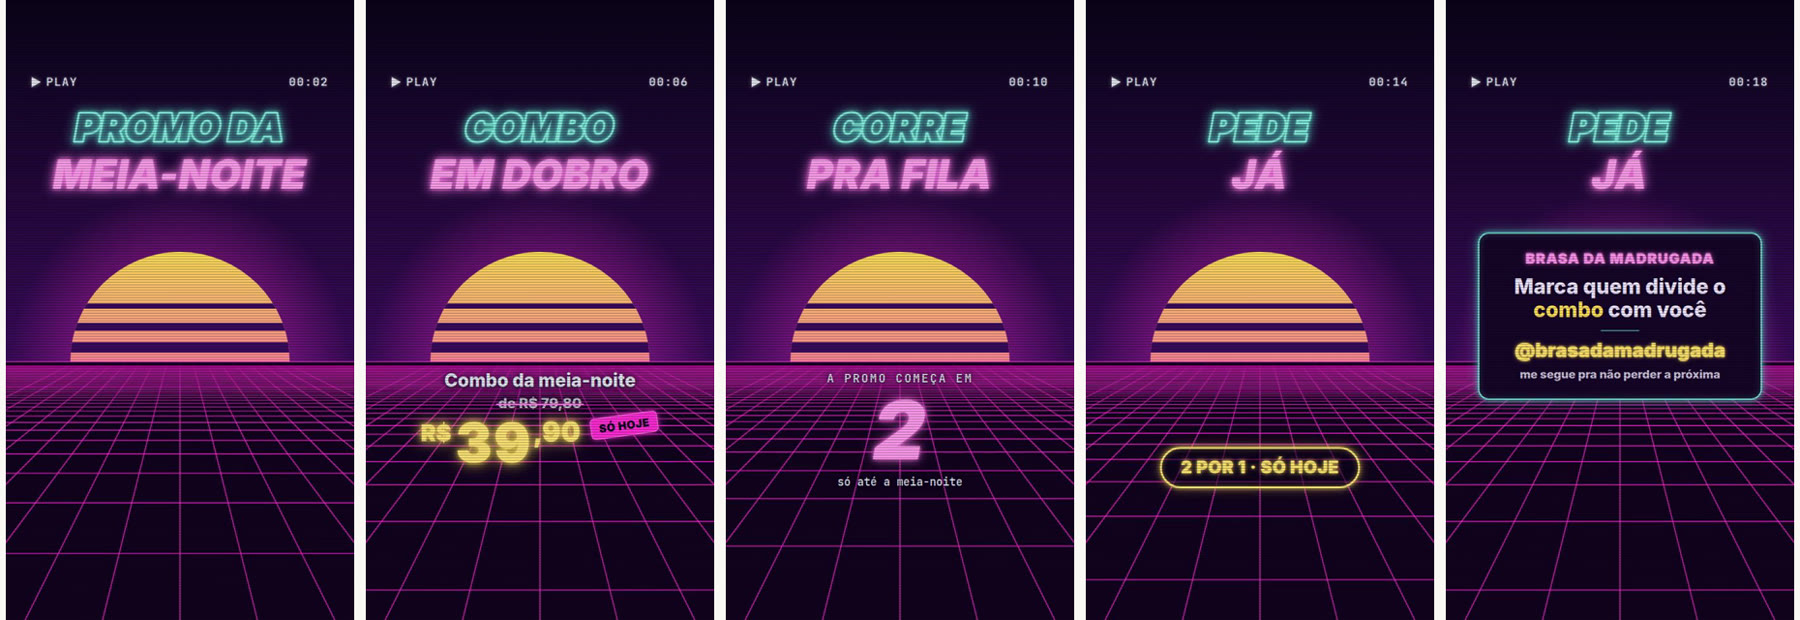 ▶ PLAY 00:02
PROMO DA
MEIA-NOITE
▶ PLAY 00:06
COMBO
EM DOBRO
Combo da meia-noite
de R$ 79,80
R$ 39,90 SÓ HOJE
▶ PLAY 00:10
CORRE
PRA FILA
A PROMO COMEÇA EM
2
só até a meia-noite
▶ PLAY 00:14
PEDE
JÁ
2 POR 1 · SÓ HOJE
▶ PLAY 00:18
PEDE
JÁ
BRASA DA MADRUGADA
Marca quem divide o
combo com você
@brasadamadrugada
me segue pra não perder a próxima